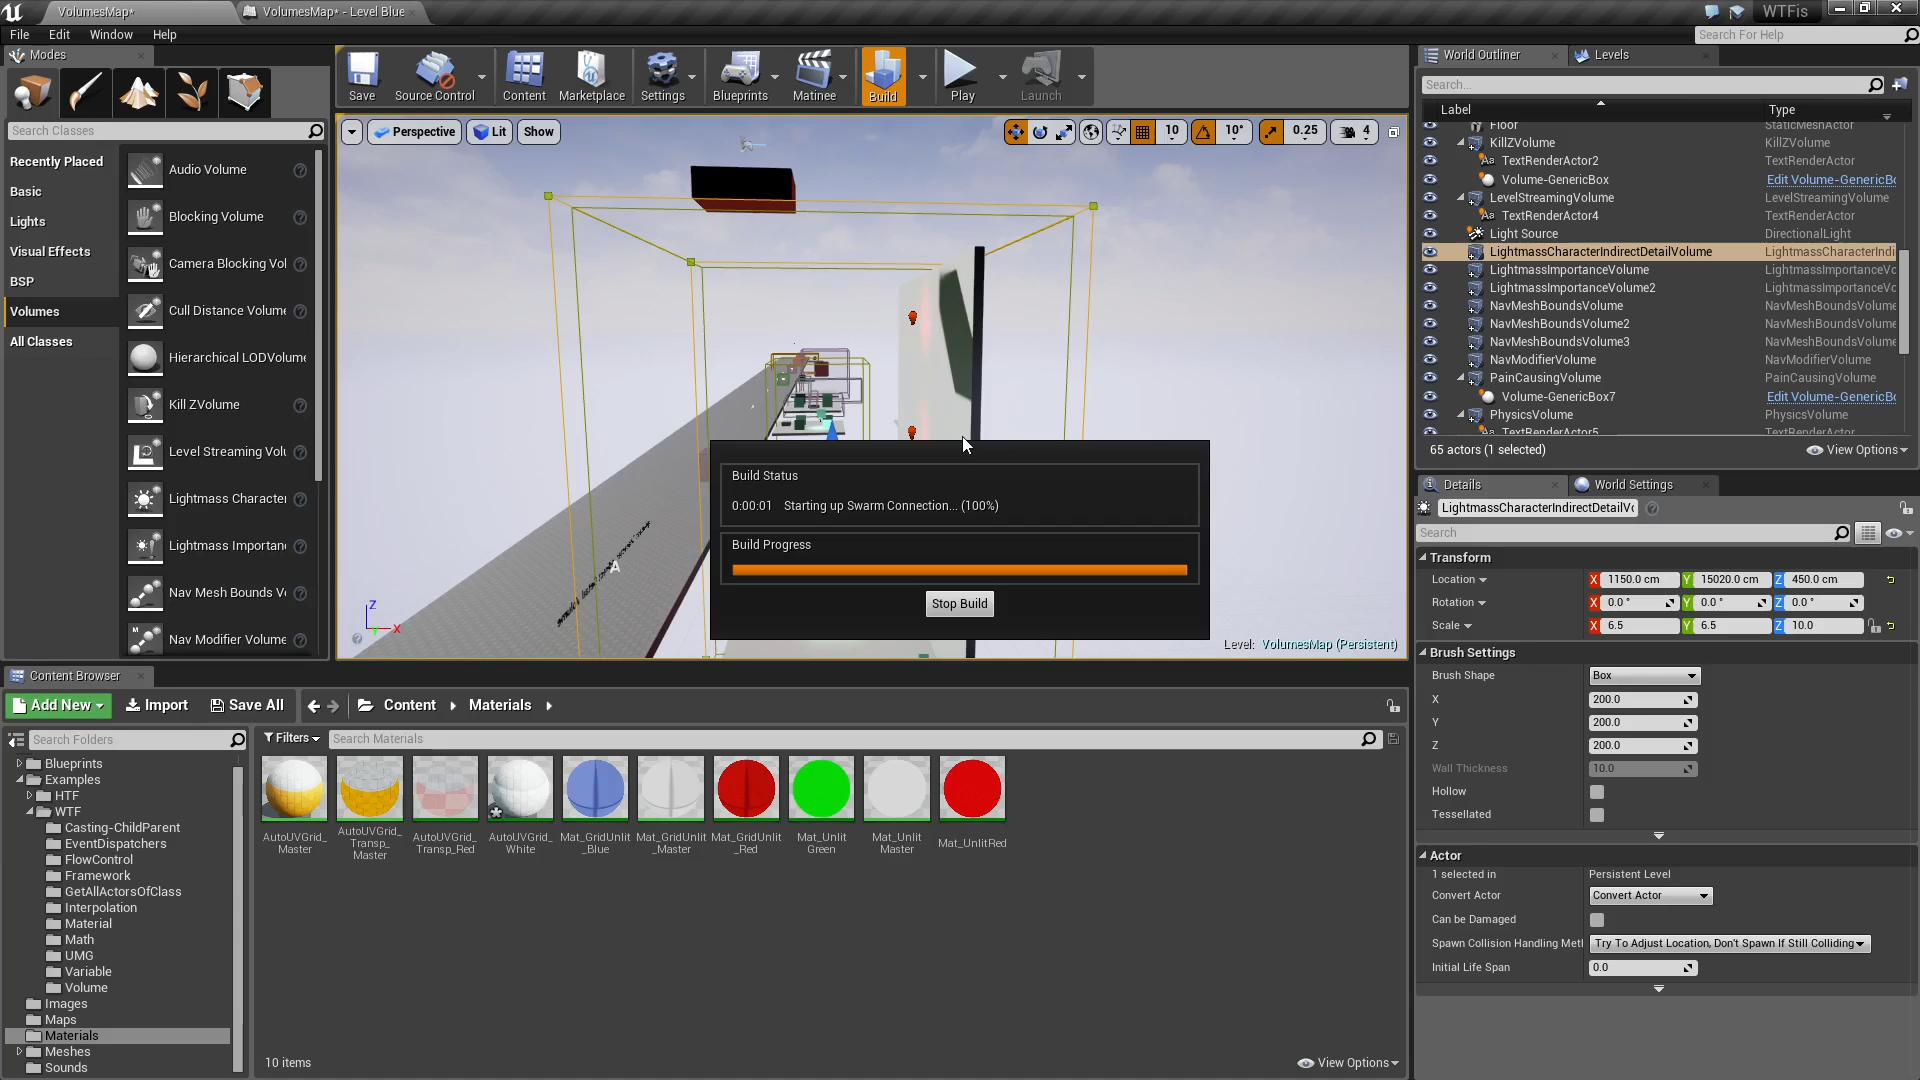 VolumesMap*
VolumesMap* - Level Blue
WTFis
File
Edit
Window
Help
Search For Help
Modes
Search Classes
Recently Placed
Basic
Lights
Visual Effects
BSP
Volumes
All Classes
Audio Volume
Blocking Volume
Camera Blocking Vol
Cull Distance Volume
Hierarchical LODVolume
Kill ZVolume
Level Streaming Volu
Lightmass Character
Lightmass Importan
Nav Mesh Bounds Vo
Nav Modifier Volume
Save
Source Control
Content
Marketplace
Settings
Blueprints
Matinee
Build
Play
Launch
Perspective
Lit
Show
10
10°
0.25
4
Build Status
0:00:01 Starting up Swarm Connection... (100%)
Build Progress
Stop Build
Z
X
Y
A
Level: VolumesMap (Persistent)
World Outliner
Levels
Search...
Label
Type
Floor StaticMeshActor
KillZVolume KillZVolume
TextRenderActor2 TextRenderActor
Volume-GenericBox Edit Volume-GenericBo
LevelStreamingVolume LevelStreamingVolume
TextRenderActor4 TextRenderActor
Light Source DirectionalLight
LightmassCharacterIndirectDetailVolume LightmassCharacterIndi
LightmassImportanceVolume LightmassImportanceVo
LightmassImportanceVolume2 LightmassImportanceVo
NavMeshBoundsVolume NavMeshBoundsVolume
NavMeshBoundsVolume2 NavMeshBoundsVolume
NavMeshBoundsVolume3 NavMeshBoundsVolume
NavModifierVolume NavModifierVolume
PainCausingVolume PainCausingVolume
Volume-GenericBox7 Edit Volume-GenericBo
PhysicsVolume PhysicsVolume
TextRenderActor5 TextRenderActor
65 actors (1 selected)
View Options
Details
World Settings
LightmassCharacterIndirectDetailVo
Search
Transform
Location X 1150.0 cm Y 15020.0 cm Z 450.0 cm
Rotation X 0.0 ° Y 0.0 ° Z 0.0 °
Scale X 6.5 Y 6.5 Z 10.0
Brush Settings
Brush Shape Box
X 200.0
Y 200.0
Z 200.0
Wall Thickness 10.0
Hollow
Tessellated
Actor
1 selected in Persistent Level
Convert Actor Convert Actor
Can be Damaged
Spawn Collision Handling Metl Try To Adjust Location, Don't Spawn If Still Colliding
Initial Life Span 0.0
Content Browser
Add New
Import
Save All
Content
Materials
Search Folders
Filters
Search Materials
Blueprints
Examples
HTF
WTF
Casting-ChildParent
EventDispatchers
FlowControl
Framework
GetAllActorsOfClass
Interpolation
Material
Math
UMG
Variable
Volume
Images
Maps
Materials
Meshes
Sounds
AutoUVGrid_
Master
AutoUVGrid_
Transp_
Master
AutoUVGrid_
Transp_Red
AutoUVGrid_
White
Mat_GridUnlit
_Blue
Mat_GridUnlit
_Master
Mat_GridUnlit
_Red
Mat_Unlit
Green
Mat_Unlit
Master
Mat_UnlitRed
10 items
View Options